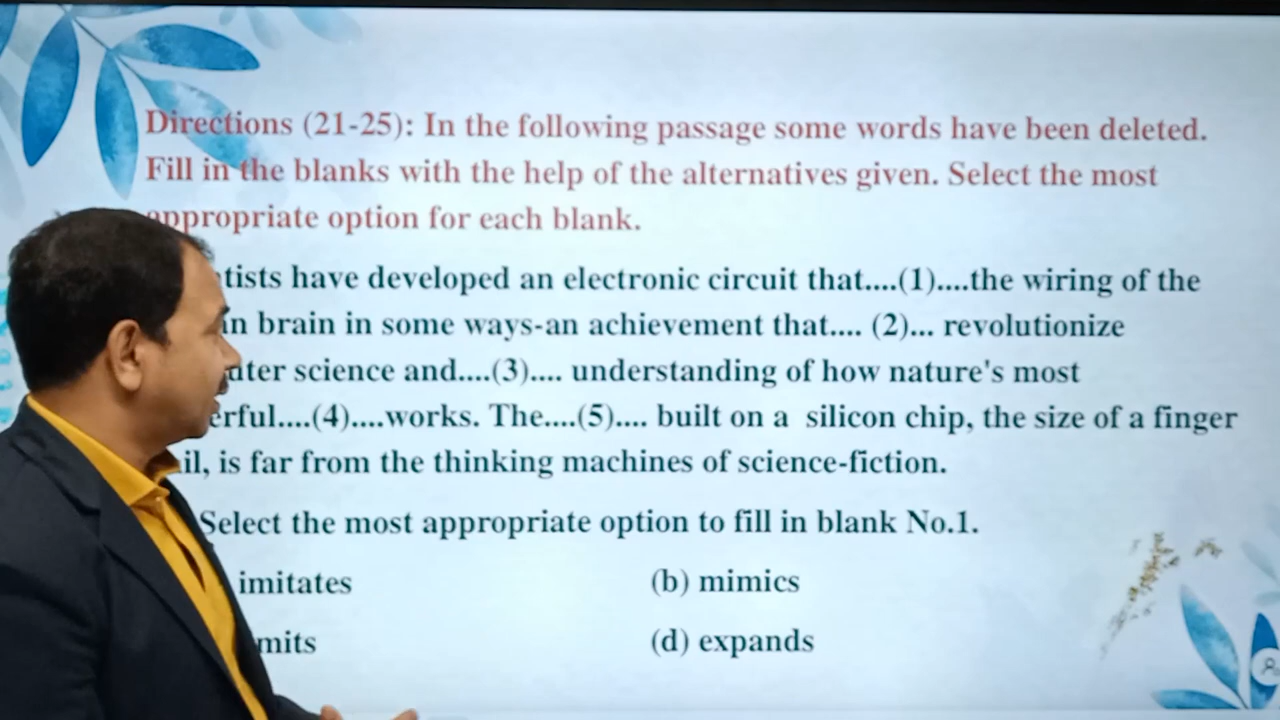 Directions (21-25): In the following passage some words have been deleted.
Fill in the blanks with the help of the alternatives given. Select the most
appropriate option for each blank.
tists have developed an electronic circuit that....(1)....the wiring of the
n brain in some ways-an achievement that.... (2)... revolutionize
uter science and....(3).... understanding of how nature's most
erful....(4)....works. The....(5).... built on a silicon chip, the size of a finger
il, is far from the thinking machines of science-fiction.
Select the most appropriate option to fill in blank No.1.
imitates (b) mimics
mits (d) expands